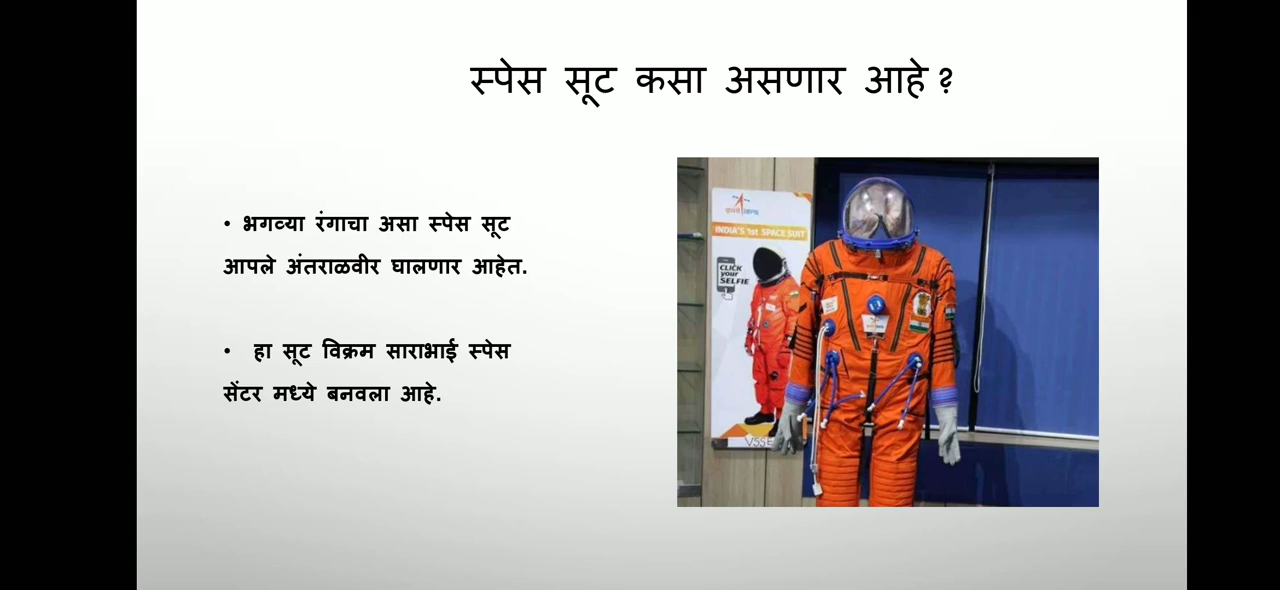 स्पेस सूट कसा असणार आहे ?
• भगव्या रंगाचा असा स्पेस सूट
आपले अंतराळवीर घालणार आहेत.
• हा सूट विक्रम साराभाई स्पेस
सेंटर मध्ये बनवला आहे.
INDIA'S 1st SPACE SUIT
CLICK
your
SELFIE
VSSC